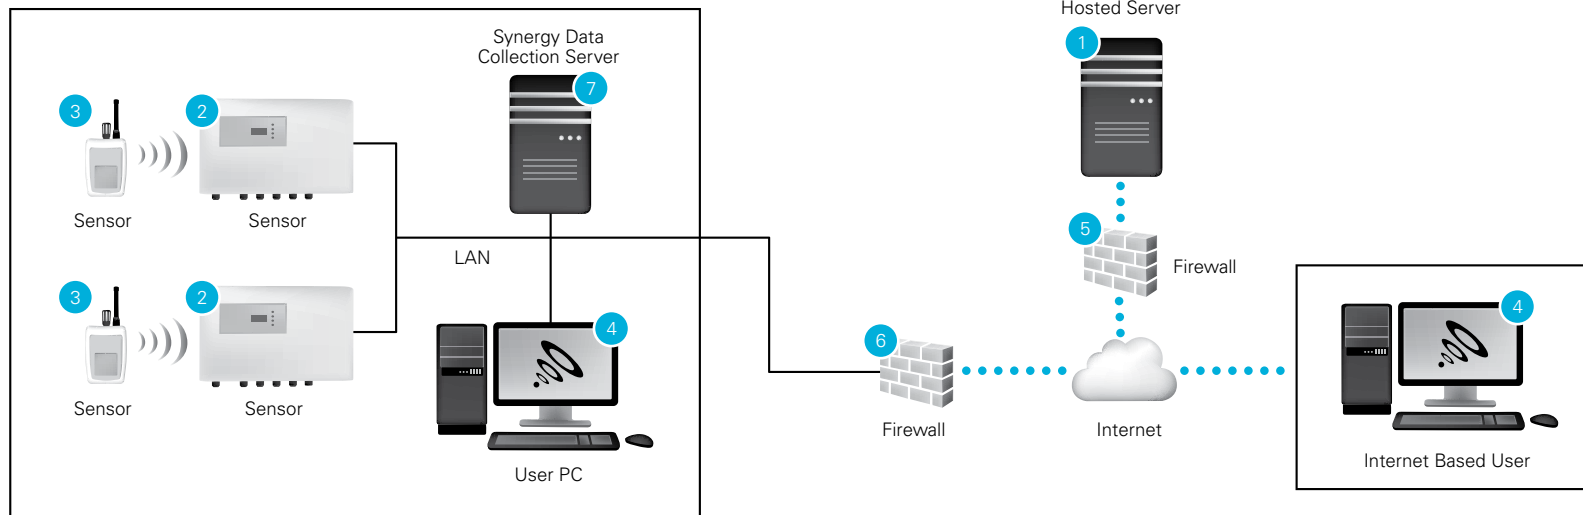 Hosted Server
1
Synergy Data
Collection Server
7
3
2
Sensor
Sensor
5
Firewall
LAN
3
2
4
6
4
Sensor
Sensor
Firewall
Internet
User PC
Internet Based User